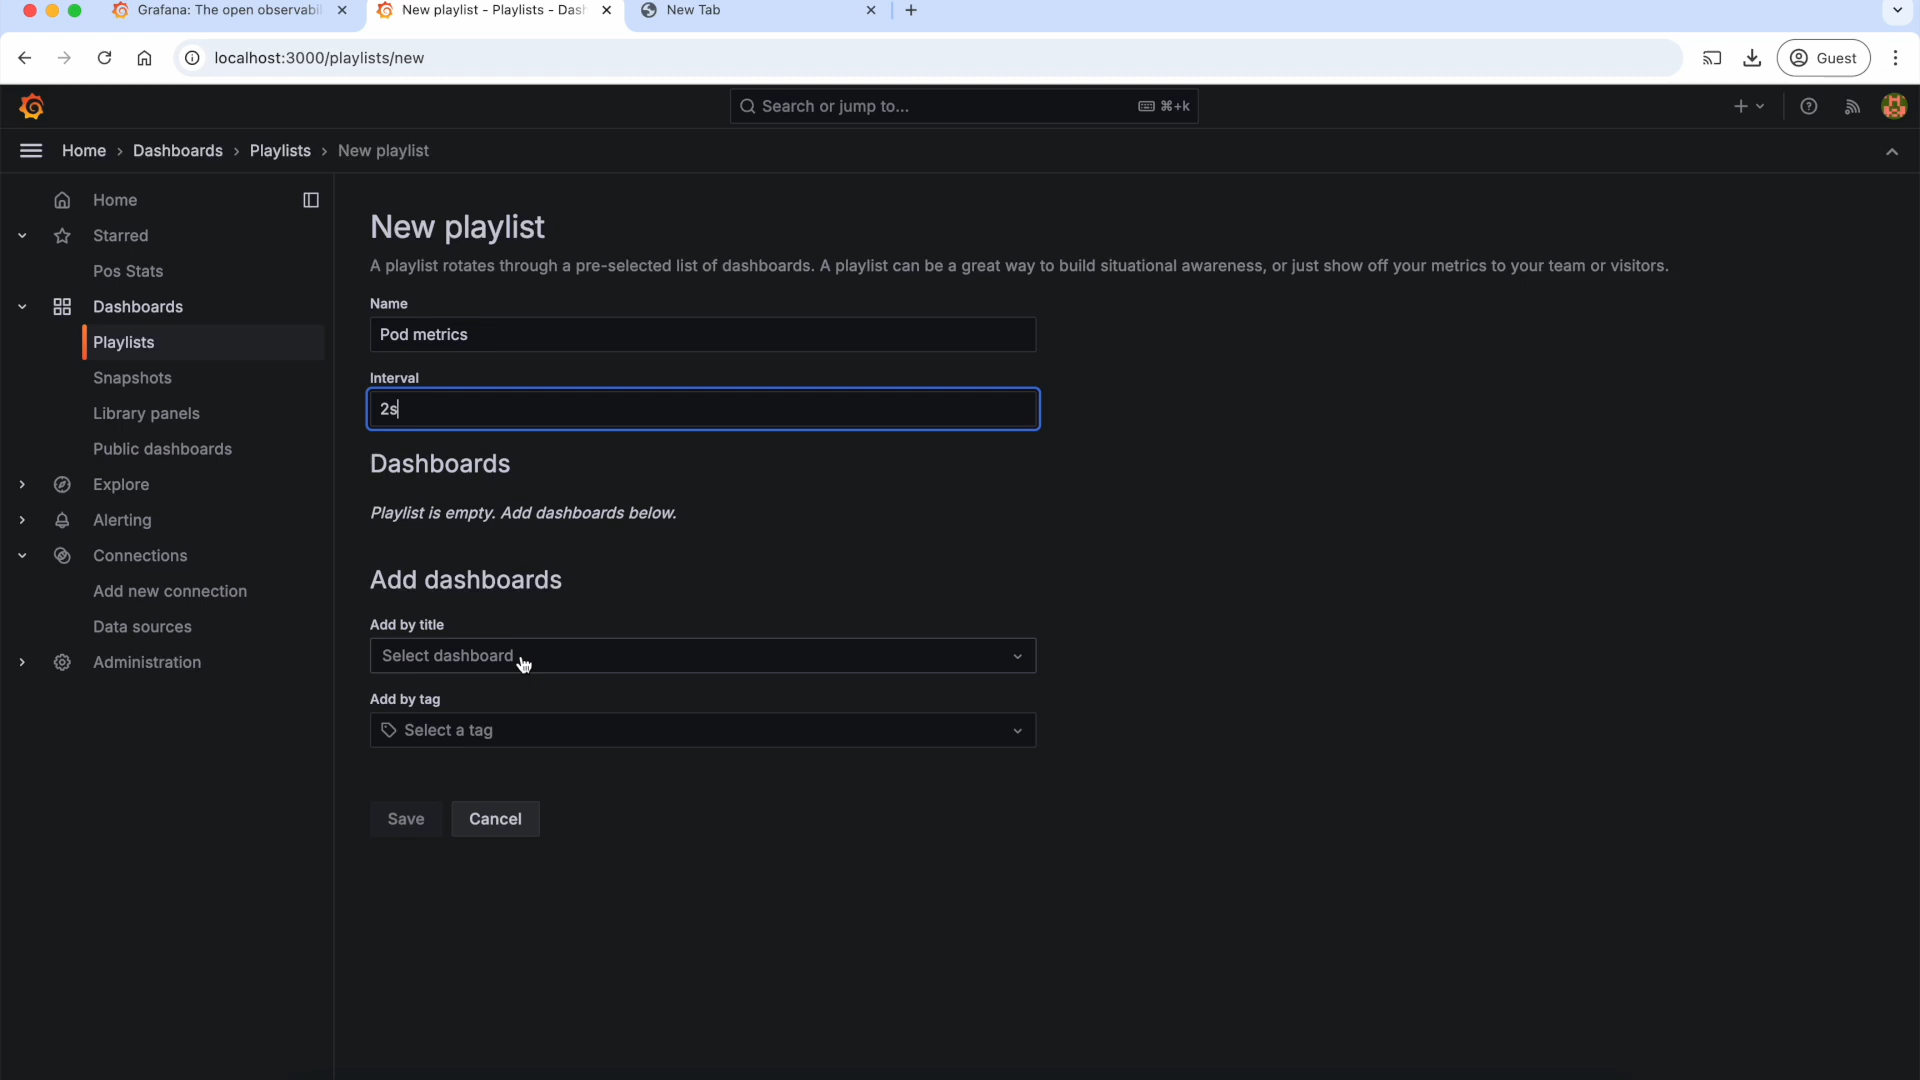 Grafana: The open observabil
New playlist - Playlists - Dash
New Tab
localhost:3000/playlists/new
Guest
Search or jump to...
⌘+k
Home › Dashboards › Playlists › New playlist
Home
Starred
Pos Stats
Dashboards
Playlists
Snapshots
Library panels
Public dashboards
Explore
Alerting
Connections
Add new connection
Data sources
Administration
New playlist
A playlist rotates through a pre-selected list of dashboards. A playlist can be a great way to build situational awareness, or just show off your metrics to your team or visitors.
Name
Pod metrics
Interval
2s
Dashboards
Playlist is empty. Add dashboards below.
Add dashboards
Add by title
Select dashboard
Add by tag
Select a tag
Save
Cancel